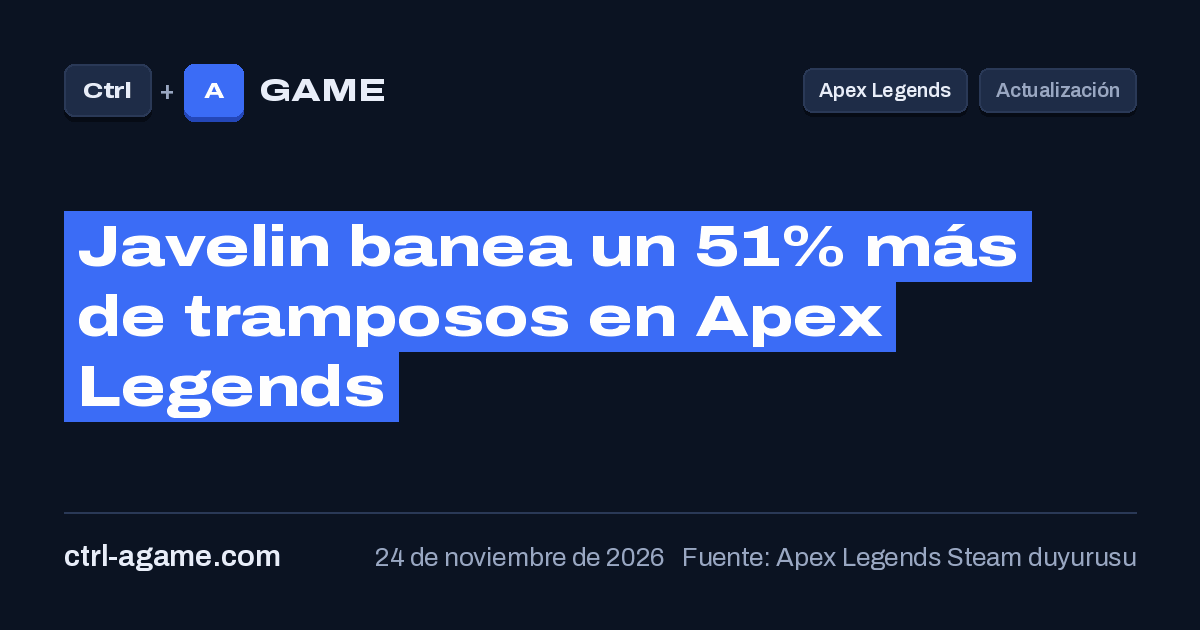 Ctrl + A GAME
Apex Legends Actualización
Javelin banea un 51% más
de tramposos en Apex
Legends
ctrl-agame.com
24 de noviembre de 2026 Fuente: Apex Legends Steam duyurusu